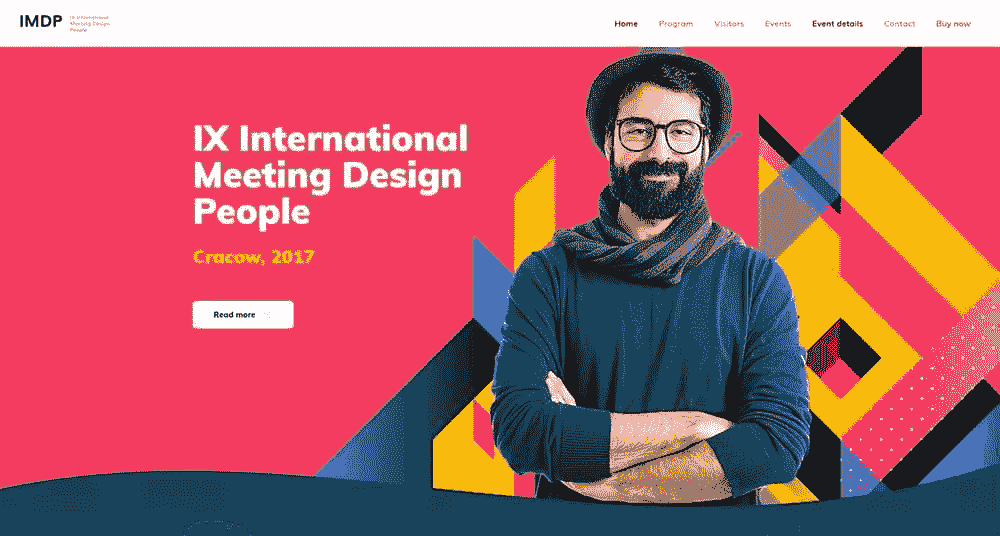 IMDP
IX International
Meeting Design
People
Home
Program
Visitors
Events
Event details
Contact
Buy now
IX International
Meeting Design
People
Cracow, 2017
Read more